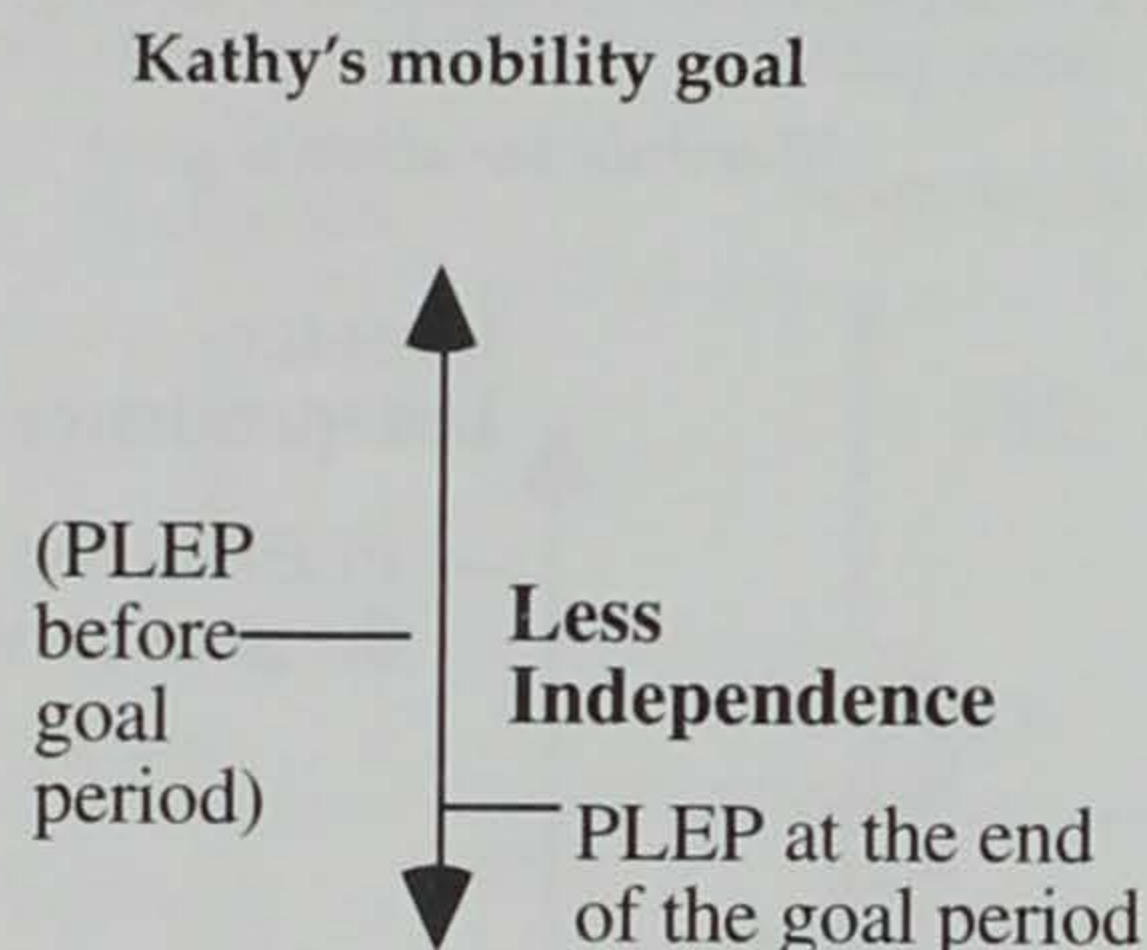 Kathy's mobility goal
(PLEP
before
goal
period)
Less
Independence
PLEP at the end
of the goal period